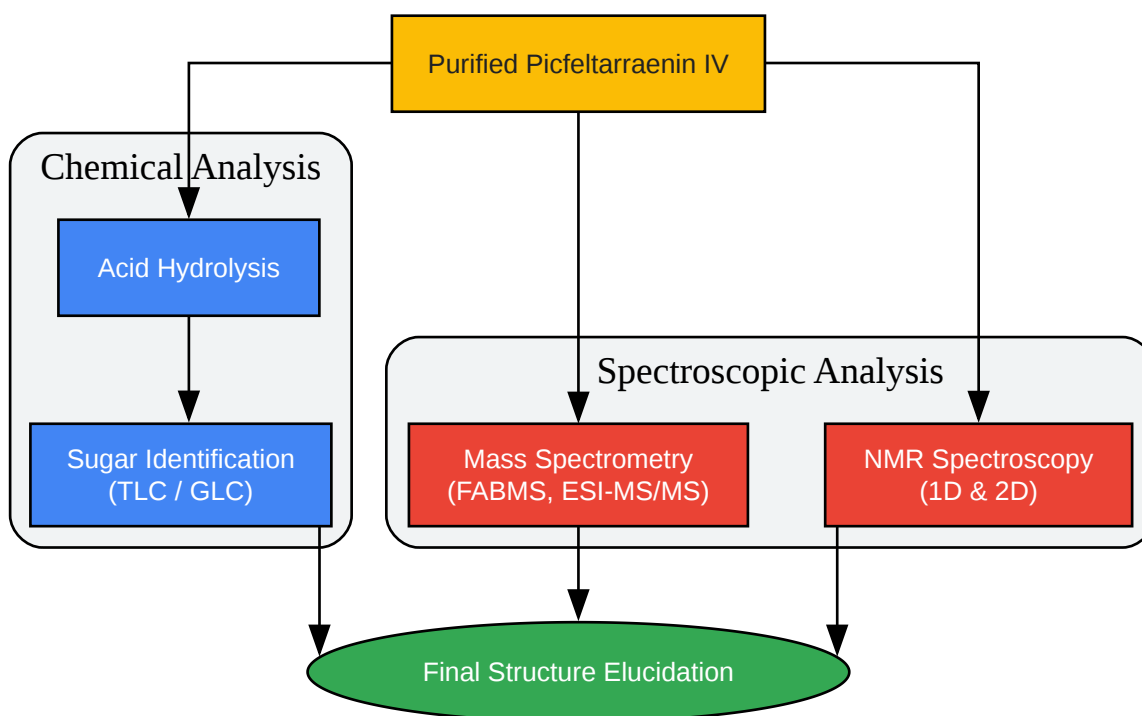 Purified Picfeltarraenin IV
Chemical Analysis
Acid Hydrolysis
Sugar Identification
(TLC / GLC)
Spectroscopic Analysis
Mass Spectrometry
(FABMS, ESI-MS/MS)
NMR Spectroscopy
(1D & 2D)
Final Structure Elucidation